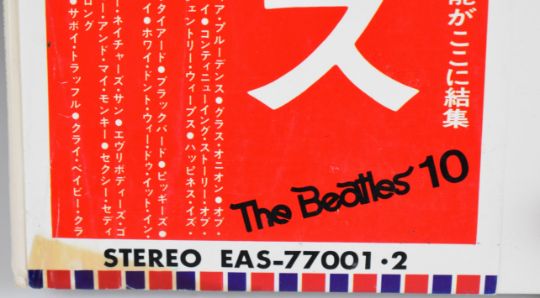 能がここに結集
ス
ア・プルーデンス●グラス・オニオン●オブ・
イ●コンティニューイング・ストーリー・オブ・
ジェントリー・ウィープス●ハッピネス・イズ・
タイアード●ブラックバード●ピッギーズ●
イ●ホワイ・ドント・ウィー・ドゥ・イット・イン・
ー・ネイチャーズ・サン●エヴリボディーズ・ゴ
ー・アンド・マイ・モンキー●セクシー・セディ
ロング
●サボイ・トラッフル●クライ・ベイビー・クラ
The Beatles 10
STEREO EAS-77001・2